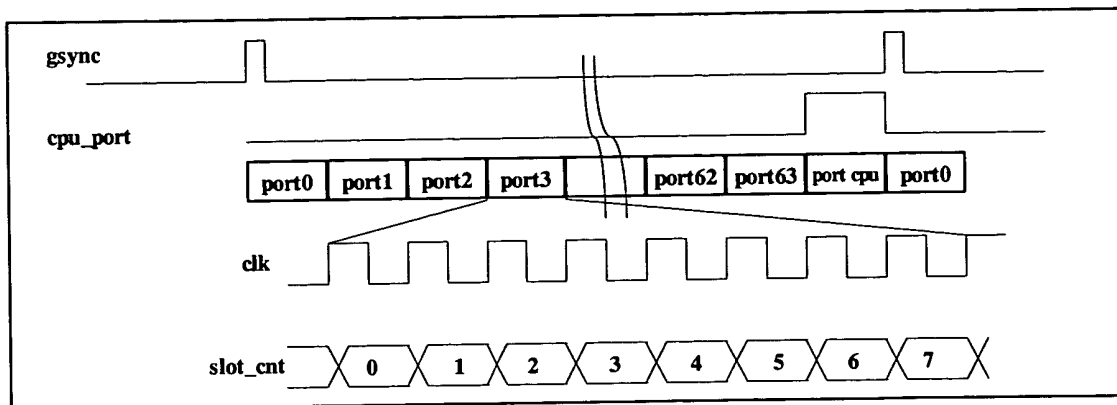 gsync
cpu_port
port0 port1 port2 port3 port62 port63 port cpu port0
clk
slot_cnt 0 1 2 3 4 5 6 7